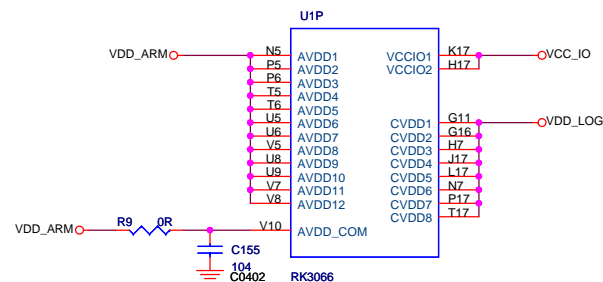 U1P
VDD_ARM N5 AVDD1 VCCIO1 K17 VCC_IO
P5 AVDD2 VCCIO2 H17
P6 AVDD3
T5 AVDD4
T6 AVDD5
U5 AVDD6 CVDD1 G11 VDD_LOG
U6 AVDD7 CVDD2 G16
V5 AVDD8 CVDD3 H7
U8 AVDD9 CVDD4 J17
U9 AVDD10 CVDD5 L17
V7 AVDD11 CVDD6 N7
V8 AVDD12 CVDD7 P17
CVDD8 T17
R9 0R
VDD_ARM V10 AVDD_COM
C155
104
C0402 RK3066